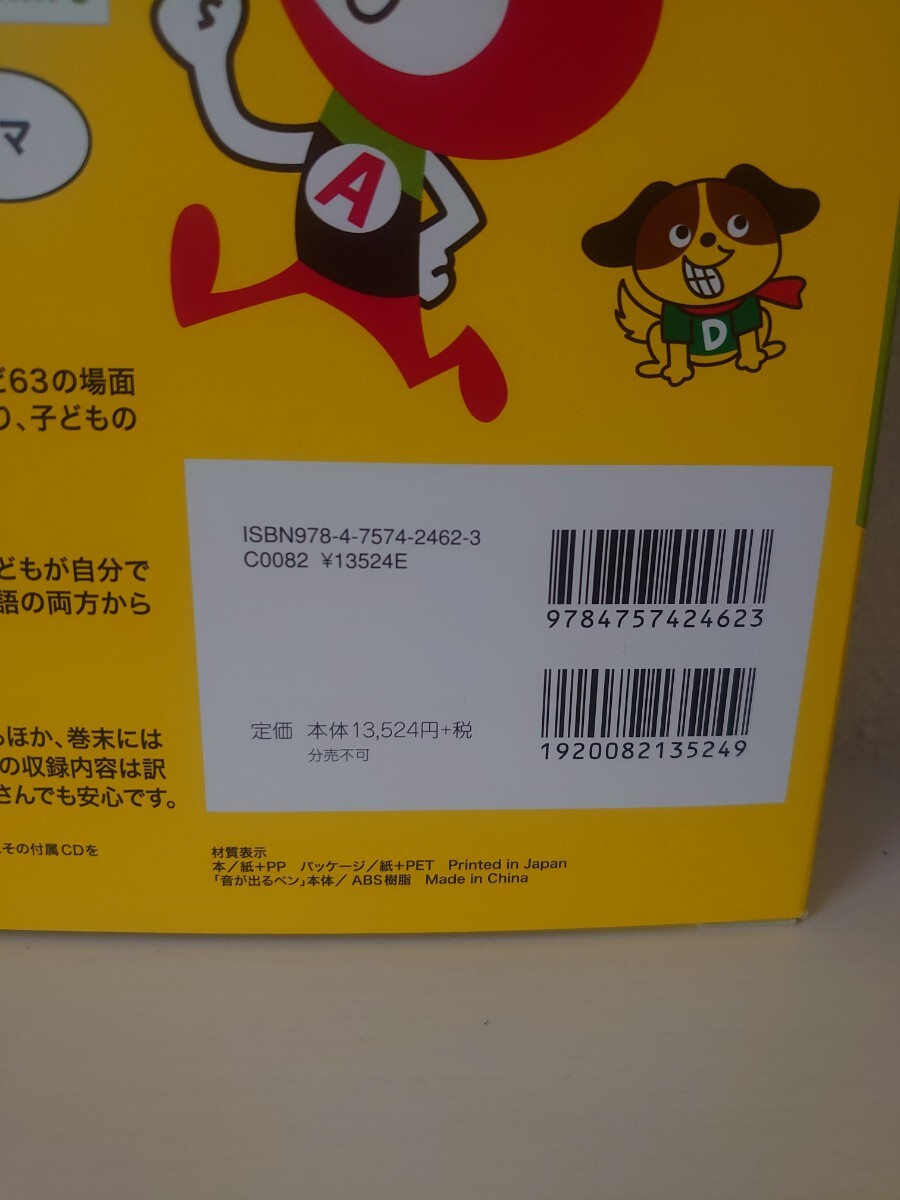 S
マ
A
D
63の場面
り、子どもの
どもが自分で
語の両方から
ほか、巻末には
の収録内容は訳
さんでも安心です。
その付属CDを
ISBN978-4-7574-2462-3
C0082 ¥13524E
9784757424623
定価 本体13,524円+税
分売不可
1920082135249
材質表示
本/紙+PP パッケージ/紙+PET Printed in Japan
「音が出るペン」本体/ABS樹脂 Made in China